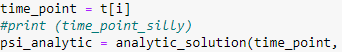 time_point = t[i]
#print (time_point_silly)
psi_analytic = analytic_solution(time_point,